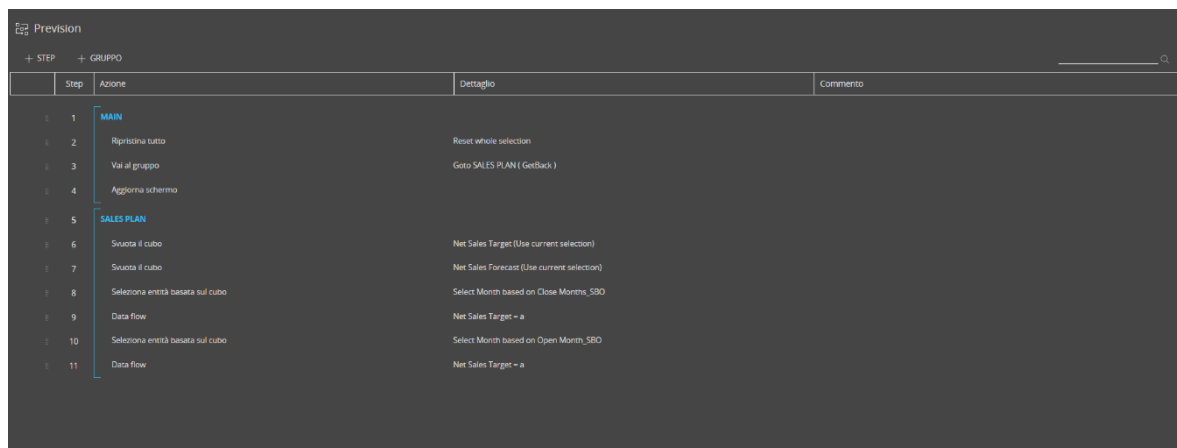 Prevision
+ STEP + GRUPPO
Step Azione Dettaglio Commento
1 MAIN
2 Ripristina tutto Reset whole selection
3 Vai al gruppo Goto SALES PLAN ( GetBack )
4 Aggiorna schermo
5 SALES PLAN
6 Svuota il cubo Net Sales Target (Use current selection)
7 Svuota il cubo Net Sales Forecast (Use current selection)
8 Seleziona entità basata sul cubo Select Month based on Close Months_SBO
9 Data flow Net Sales Target = a
10 Seleziona entità basata sul cubo Select Month based on Open Month_SBO
11 Data flow Net Sales Target = a